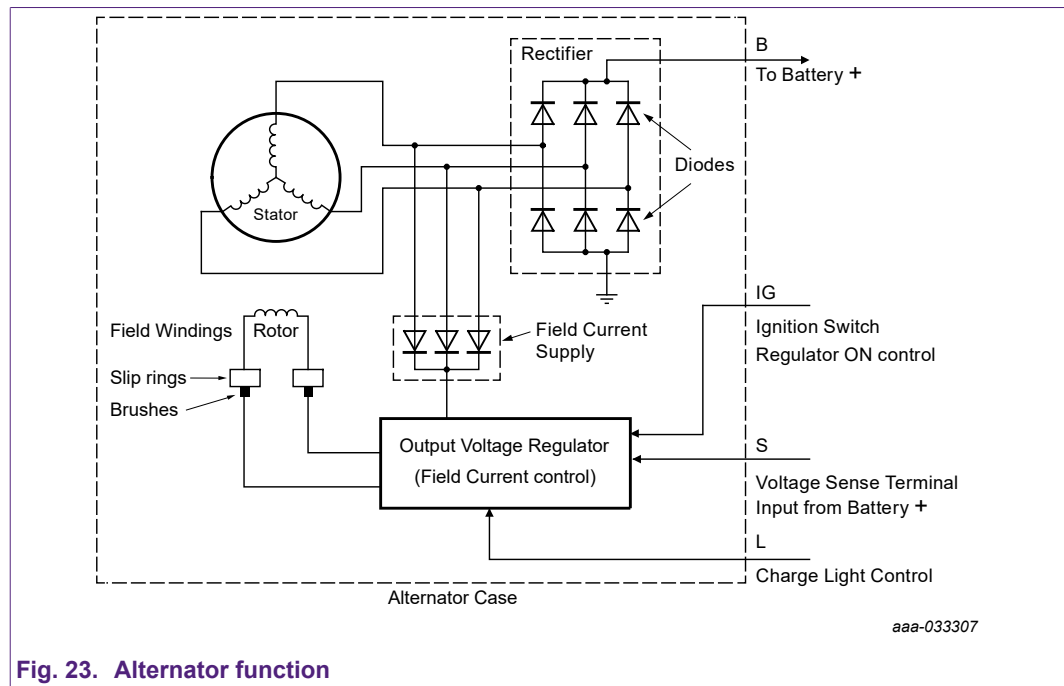 Rectifier
B
To Battery +
Diodes
Stator
IG
Ignition Switch
Regulator ON control
Field Windings
Rotor
Field Current
Supply
Slip rings
Brushes
Output Voltage Regulator
(Field Current control)
S
Voltage Sense Terminal
Input from Battery +
L
Charge Light Control
Alternator Case
aaa-033307
Fig. 23. Alternator function